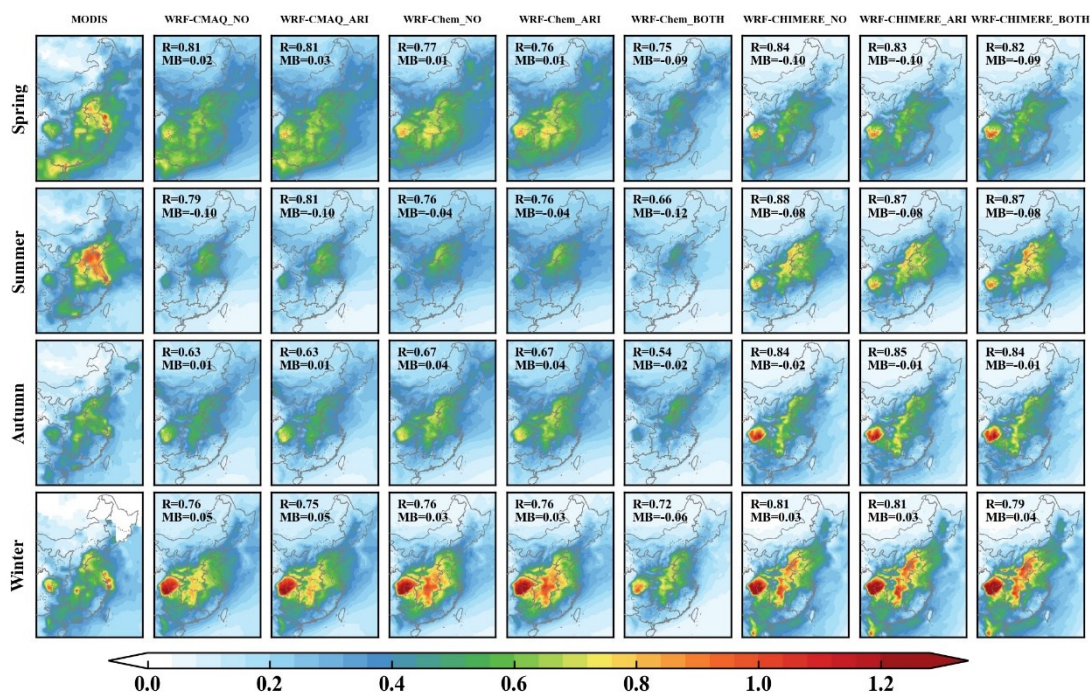 MODIS WRF-CMAQ_NO WRF-CMAQ_ARI WRF-Chem_NO WRF-Chem_ARI WRF-Chem_BOTH WRF-CHIMERE_NO WRF-CHIMERE_ARI WRF-CHIMERE_BOTH
Spring
R=0.81 R=0.81 R=0.77 R=0.76 R=0.75 R=0.84 R=0.83 R=0.82
MB=0.02 MB=0.03 MB=0.01 MB=0.01 MB=-0.09 MB=-0.10 MB=-0.10 MB=-0.09
Summer
R=0.79 R=0.81 R=0.76 R=0.76 R=0.66 R=0.88 R=0.87 R=0.87
MB=-0.10 MB=-0.10 MB=-0.04 MB=-0.04 MB=-0.12 MB=-0.08 MB=-0.08 MB=-0.08
Autumn
R=0.63 R=0.63 R=0.67 R=0.67 R=0.54 R=0.84 R=0.85 R=0.84
MB=0.01 MB=0.01 MB=0.04 MB=0.04 MB=-0.02 MB=-0.02 MB=-0.01 MB=-0.01
Winter
R=0.76 R=0.75 R=0.76 R=0.76 R=0.72 R=0.81 R=0.81 R=0.79
MB=0.05 MB=0.05 MB=0.03 MB=0.03 MB=-0.06 MB=0.03 MB=0.03 MB=0.04
0.0 0.2 0.4 0.6 0.8 1.0 1.2